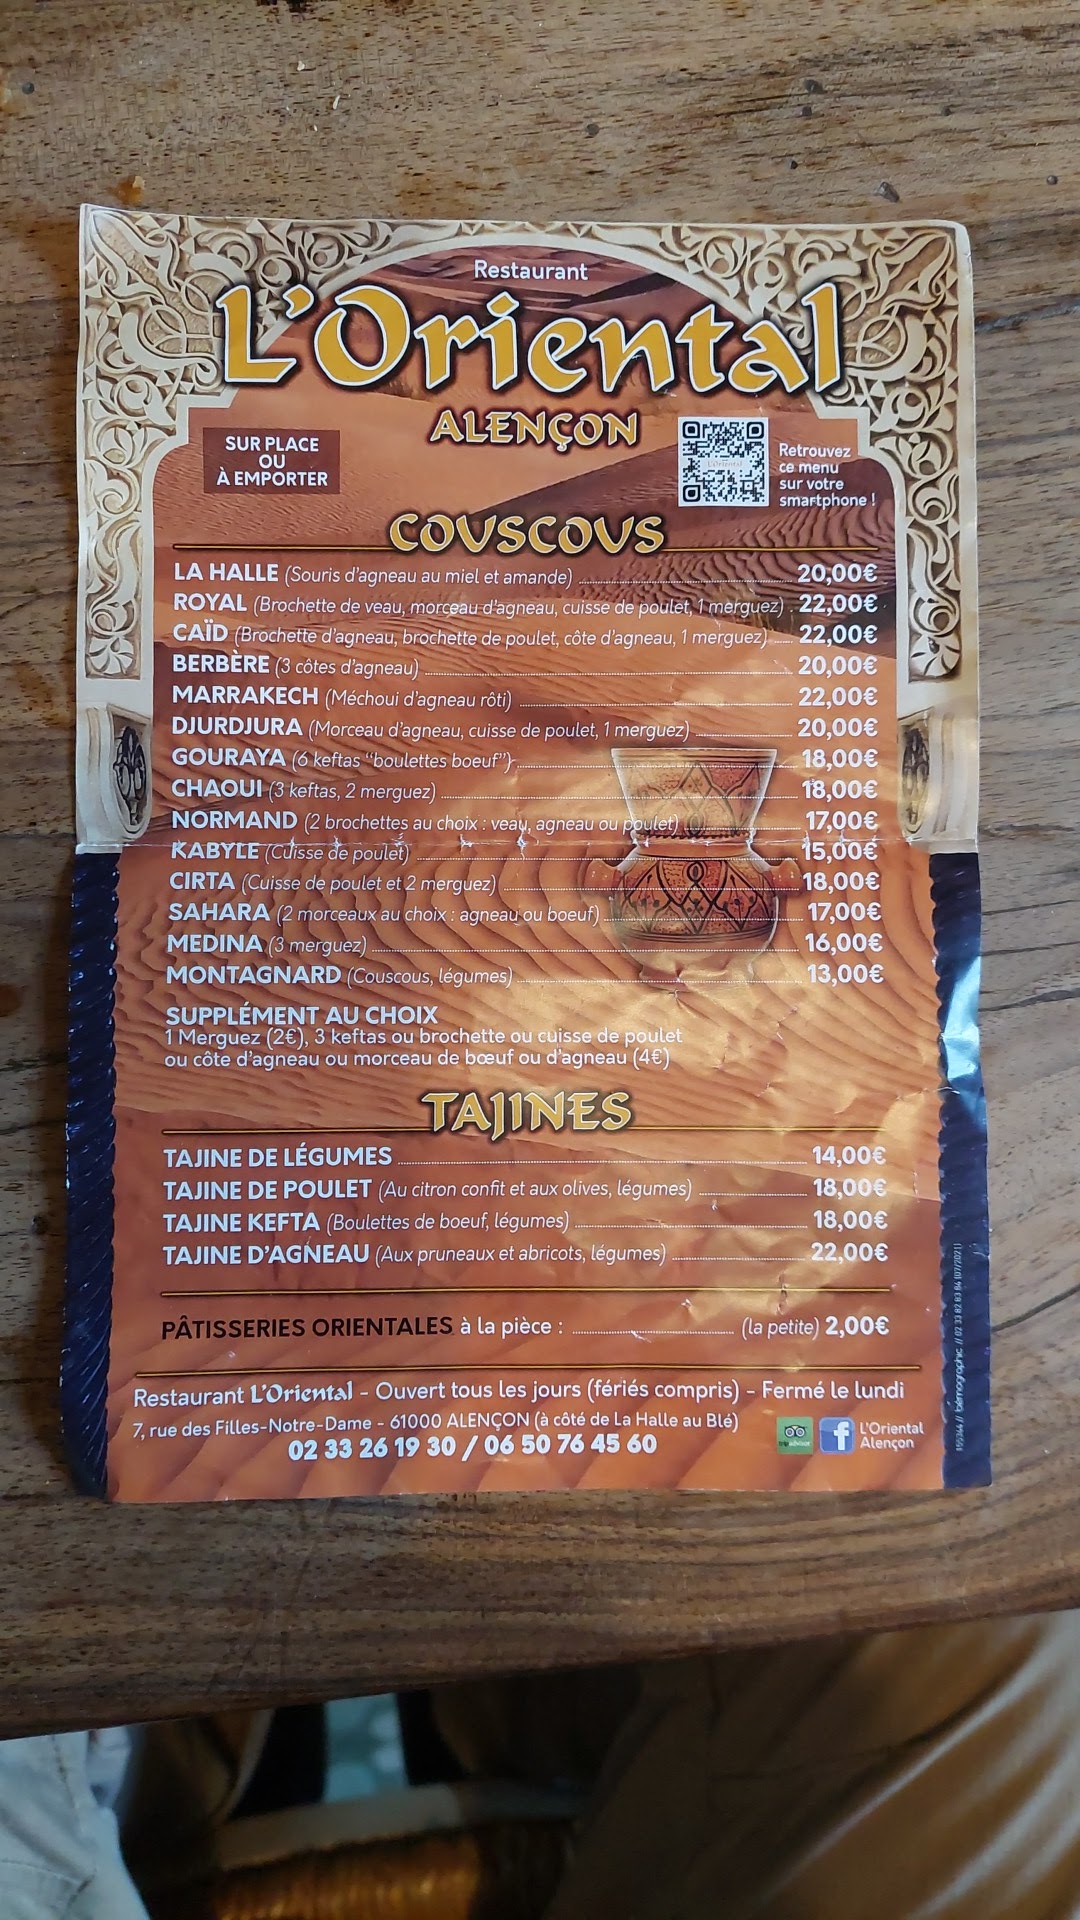 Restaurant
L'Oriental
ALENÇON
SUR PLACE
OU
À EMPORTER
Retrouvez
ce menu
sur votre
smartphone !
COUSCOUS
LA HALLE (Souris d'agneau au miel et amande) 20,00€
ROYAL (Brochette de veau, morceau d'agneau, cuisse de poulet, 1 merguez) 22,00€
CAÏD (Brochette d'agneau, brochette de poulet, côte d'agneau, 1 merguez) 22,00€
BERBÈRE (3 côtes d'agneau) 20,00€
MARRAKECH (Méchoui d'agneau rôti) 22,00€
DJURDJURA (Morceau d'agneau, cuisse de poulet, 1 merguez) 20,00€
GOURAYA (6 keftas "boulettes boeuf") 18,00€
CHAOUI (3 keftas, 2 merguez) 18,00€
NORMAND (2 brochettes au choix : veau, agneau ou poulet) 17,00€
KABYLE (Cuisse de poulet) 15,00€
CIRTA (Cuisse de poulet et 2 merguez) 18,00€
SAHARA (2 morceaux au choix : agneau ou boeuf) 17,00€
MEDINA (3 merguez) 16,00€
MONTAGNARD (Couscous, légumes) 13,00€
SUPPLÉMENT AU CHOIX
1 Merguez (2€), 3 keftas ou brochette ou cuisse de poulet
ou côte d'agneau ou morceau de bœuf ou d'agneau (4€)
TAJINES
TAJINE DE LÉGUMES 14,00€
TAJINE DE POULET (Au citron confit et aux olives, légumes) 18,00€
TAJINE KEFTA (Boulettes de boeuf, légumes) 18,00€
TAJINE D'AGNEAU (Aux pruneaux et abricots, légumes) 22,00€
PÂTISSERIES ORIENTALES à la pièce : (la petite) 2,00€
Restaurant L'Oriental - Ouvert tous les jours (fériés compris) - Fermé le lundi
7, rue des Filles-Notre-Dame - 61000 ALENÇON (à côté de La Halle au Blé)
02 33 26 19 30 / 06 50 76 45 60
tripadvisor
L'Oriental
Alençon
bémographic // 02 33 82 83 84 (07/2021)